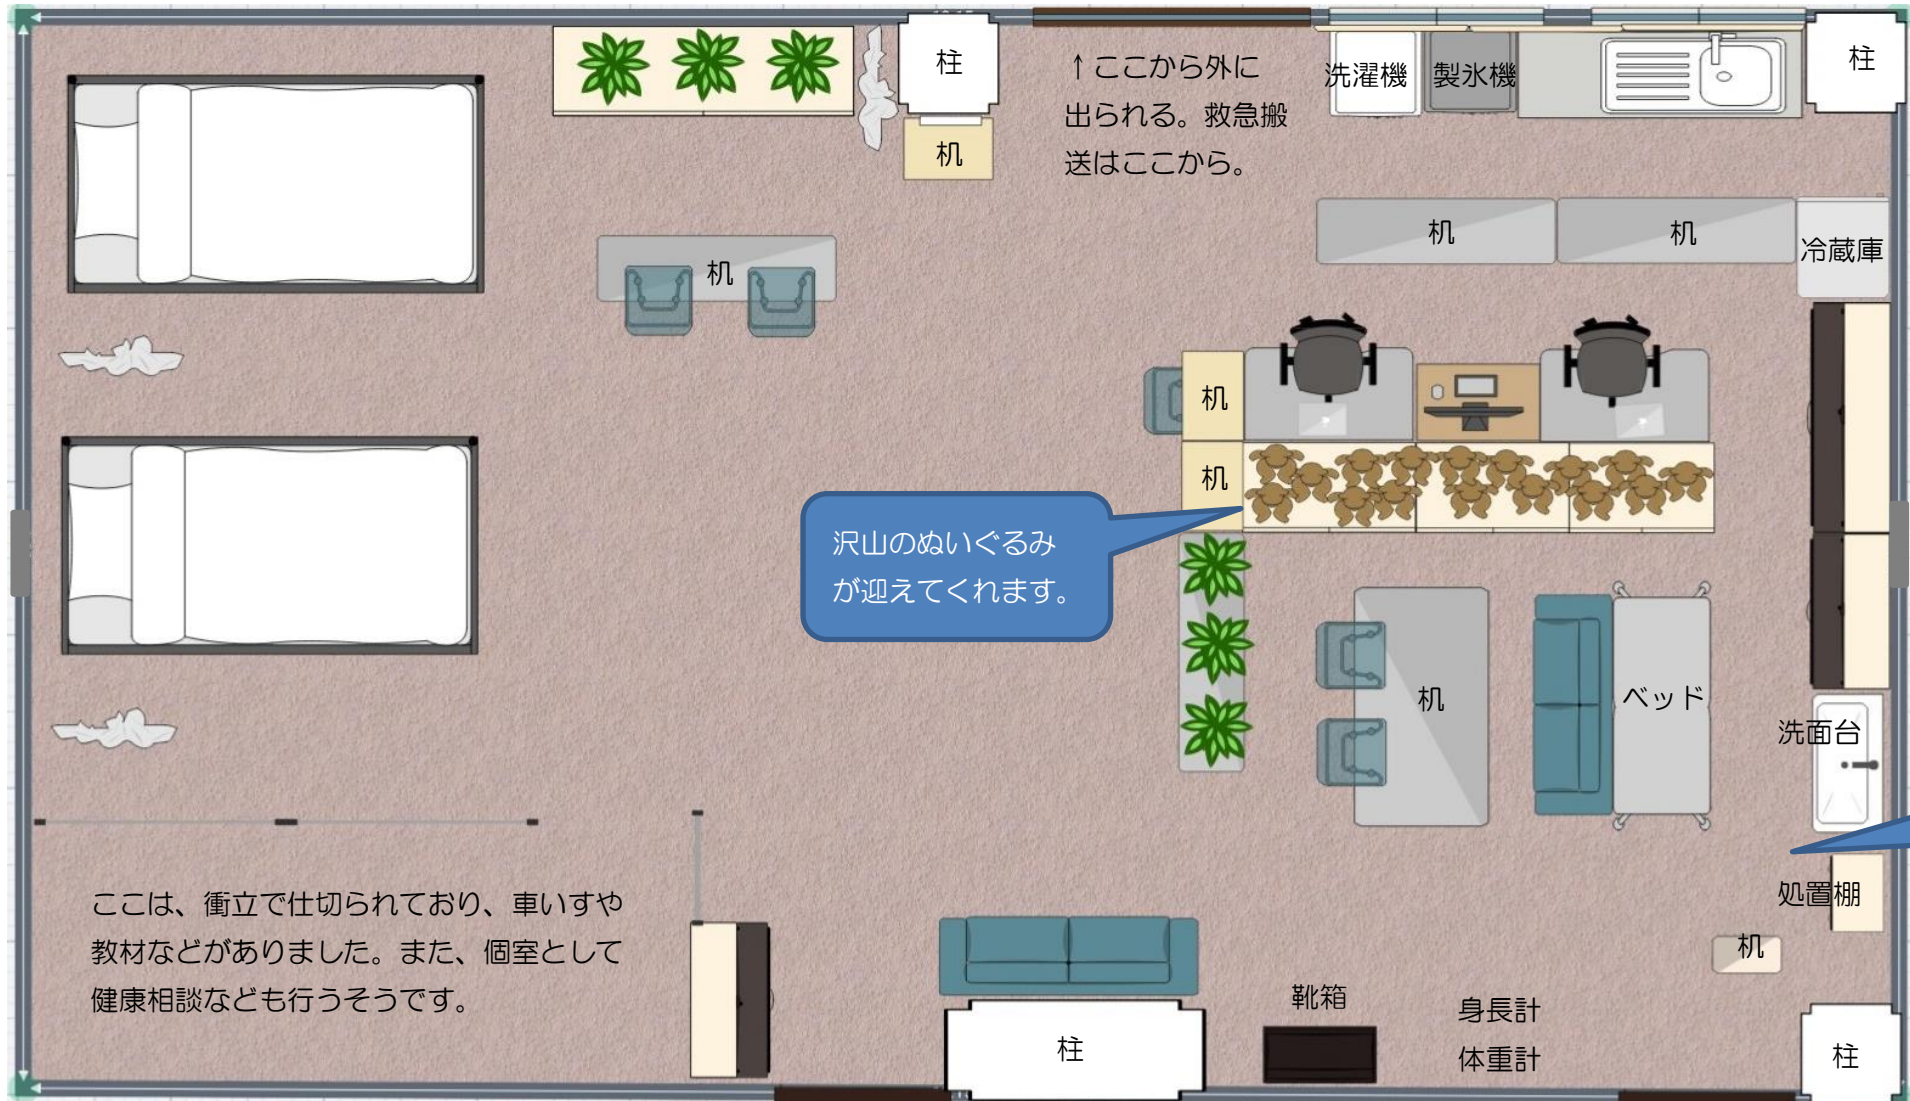 柱
↑ここから外に
出られる。救急搬
送はここから。
洗濯機
製氷機
柱
机
机
机
冷蔵庫
机
机
机
沢山のぬいぐるみ
が迎えてくれます。
机
ベッド
洗面台
ここは、衝立で仕切られており、車いすや
教材などがありました。また、個室として
健康相談なども行うそうです。
処置棚
机
靴箱
身長計
体重計
柱
柱